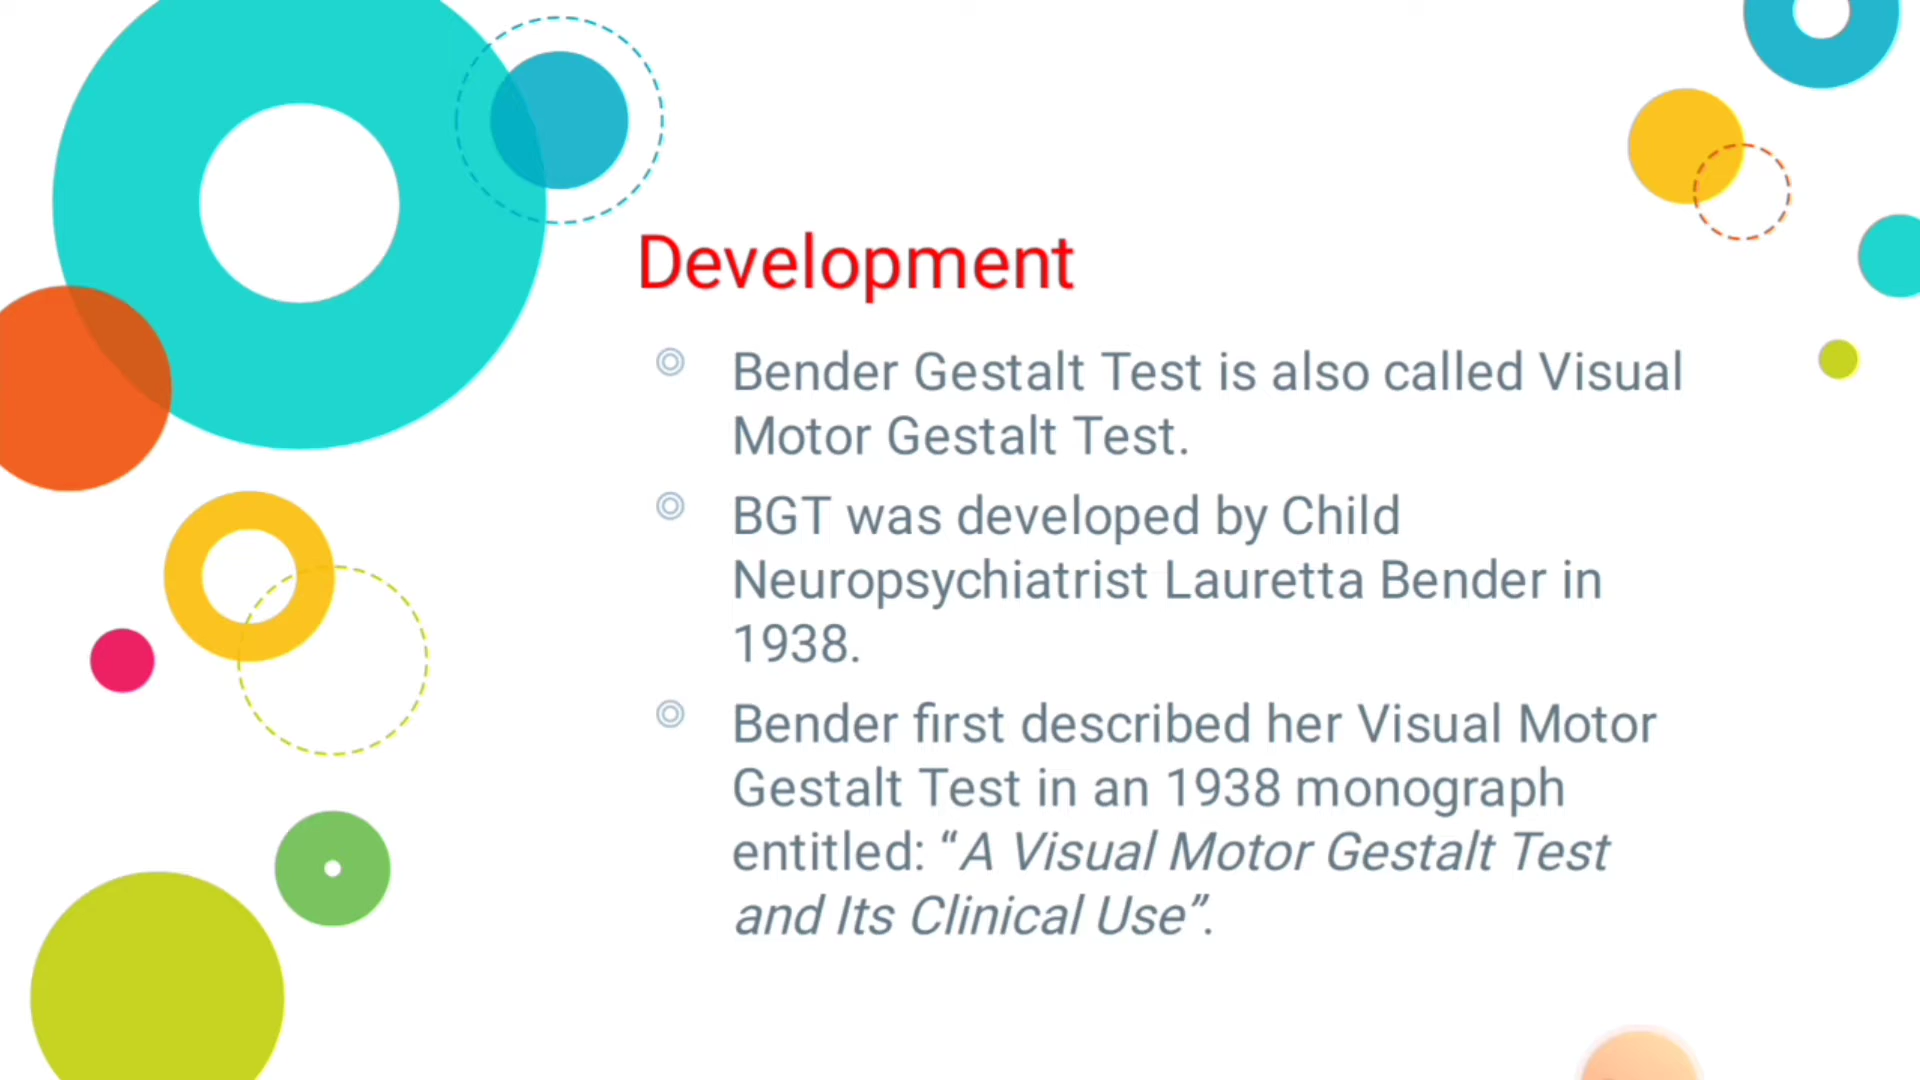 Development
Bender Gestalt Test is also called Visual
Motor Gestalt Test.
BGT was developed by Child
Neuropsychiatrist Lauretta Bender in
1938.
Bender first described her Visual Motor
Gestalt Test in an 1938 monograph
entitled: “A Visual Motor Gestalt Test
and Its Clinical Use”.